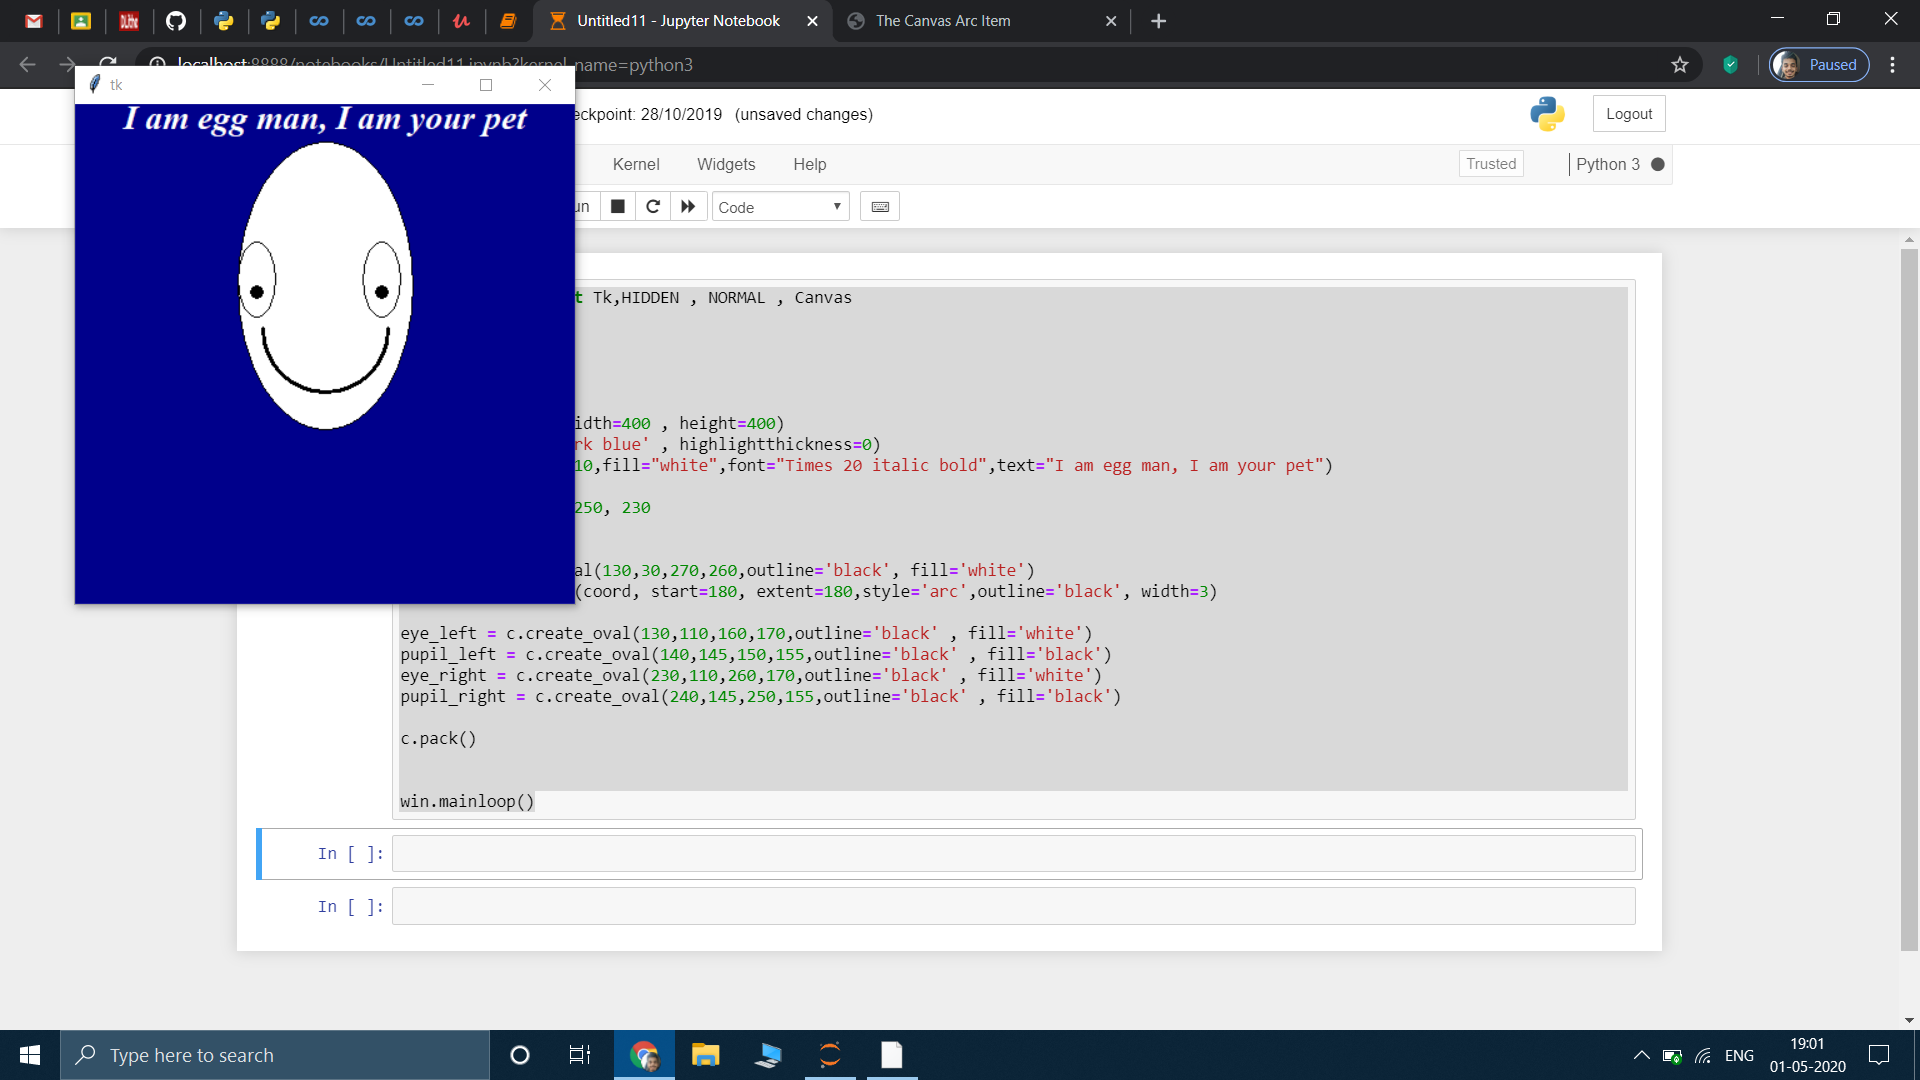 Untitled11 - Jupyter Notebook
The Canvas Arc Item
localhost:8888/notebooks/Untitled11.ipynb?kernel_name=python3
Paused
tk
I am egg man, I am your pet
eckpoint: 28/10/2019 (unsaved changes)
Logout
Kernel Widgets Help
Trusted
Python 3
un
Code
t Tk,HIDDEN , NORMAL , Canvas
idth=400 , height=400)
rk blue' , highlightthickness=0)
10,fill="white",font="Times 20 italic bold",text="I am egg man, I am your pet")
250, 230
al(130,30,270,260,outline='black', fill='white')
(coord, start=180, extent=180,style='arc',outline='black', width=3)
eye_left = c.create_oval(130,110,160,170,outline='black' , fill='white')
pupil_left = c.create_oval(140,145,150,155,outline='black' , fill='black')
eye_right = c.create_oval(230,110,260,170,outline='black' , fill='white')
pupil_right = c.create_oval(240,145,250,155,outline='black' , fill='black')
c.pack()
win.mainloop()
In [ ]:
In [ ]:
Type here to search
ENG
19:01
01-05-2020